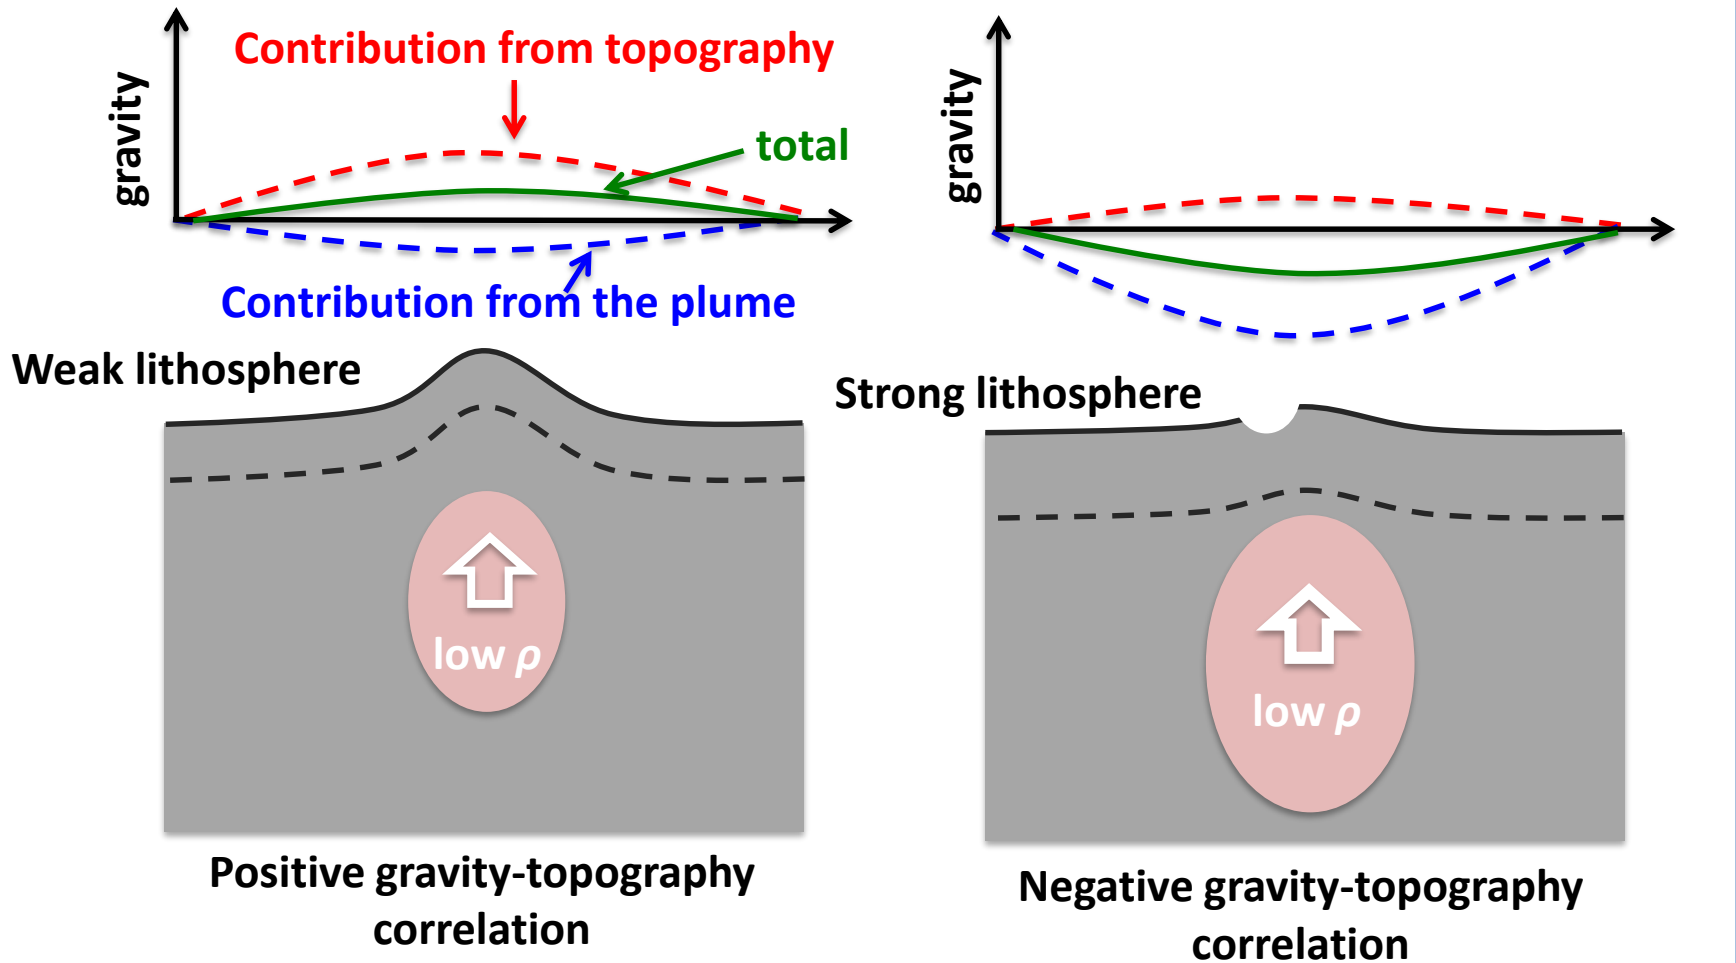 gravity
Contribution from topography
total
Contribution from the plume
Weak lithosphere
low ρ
Positive gravity-topography
correlation
gravity
Strong lithosphere
low ρ
Negative gravity-topography
correlation